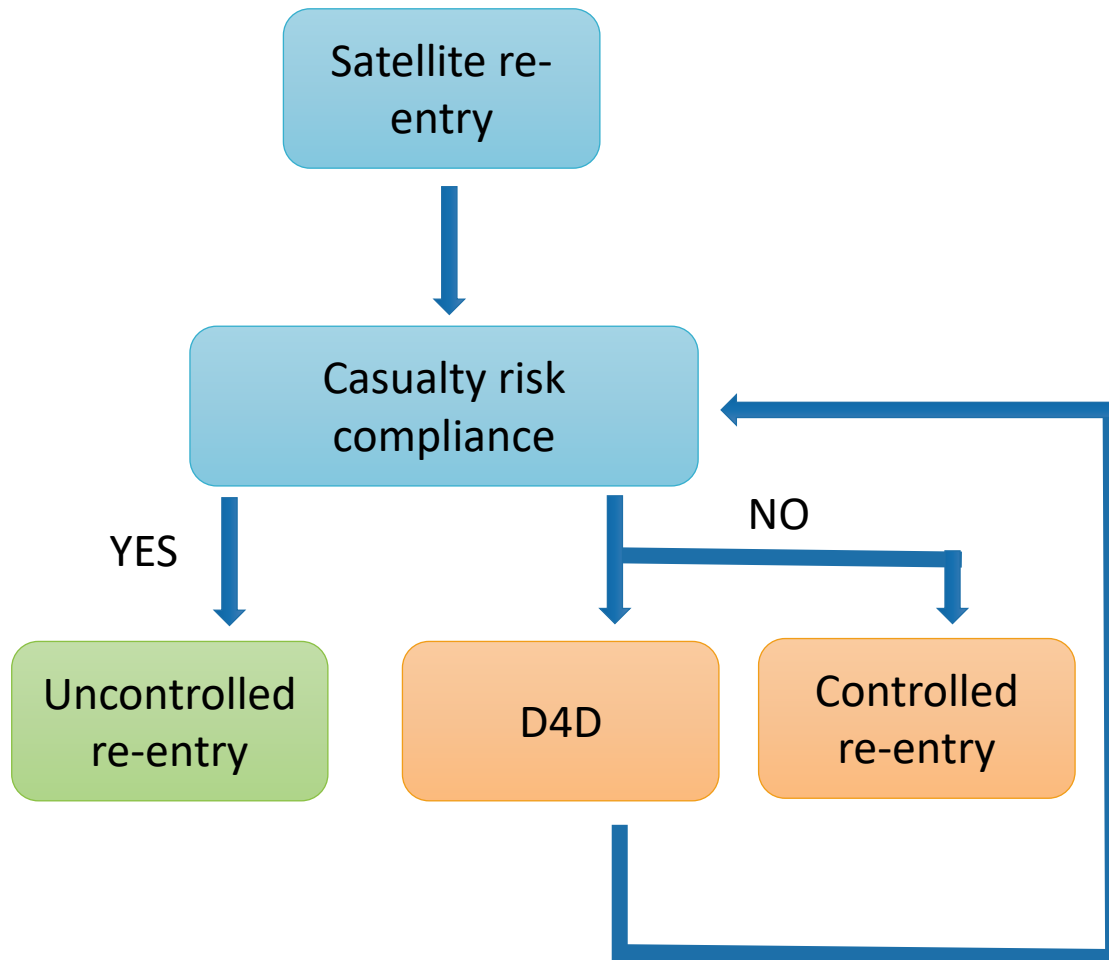 Satellite re-
entry
Casualty risk
compliance
YES
NO
Uncontrolled
re-entry
D4D
Controlled
re-entry